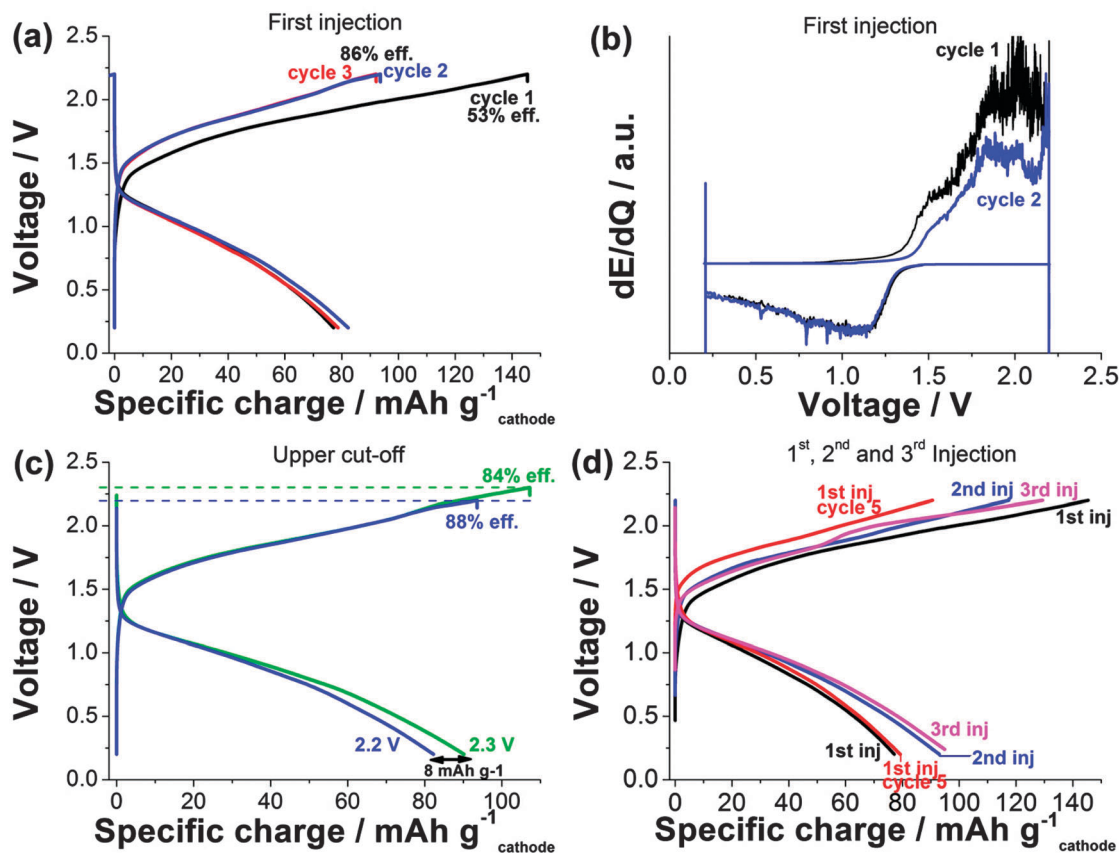 (a)
First injection
2.5
2.0
1.5
1.0
0.5
0.0
Voltage / V
86% eff.
cycle 3
cycle 2
cycle 1
53% eff.
0 20 40 60 80 100 120 140
Specific charge / mAh g-1 cathode
(b)
First injection
dE/dQ / a.u.
cycle 1
cycle 2
0.0 0.5 1.0 1.5 2.0 2.5
Voltage / V
(c)
Upper cut-off
2.5
2.0
1.5
1.0
0.5
0.0
Voltage / V
84% eff.
88% eff.
2.2 V
2.3 V
8 mAh g-1
0 20 40 60 80 100
Specific charge / mAh g-1 cathode
(d)
1st, 2nd and 3rd Injection
2.5
2.0
1.5
1.0
0.5
0.0
Voltage / V
1st inj
cycle 5
2nd inj
3rd inj
1st inj
3rd inj
1st inj
2nd inj
1st inj
cycle 5
0 20 40 60 80 100 120 140
Specific charge / mAh g-1 cathode